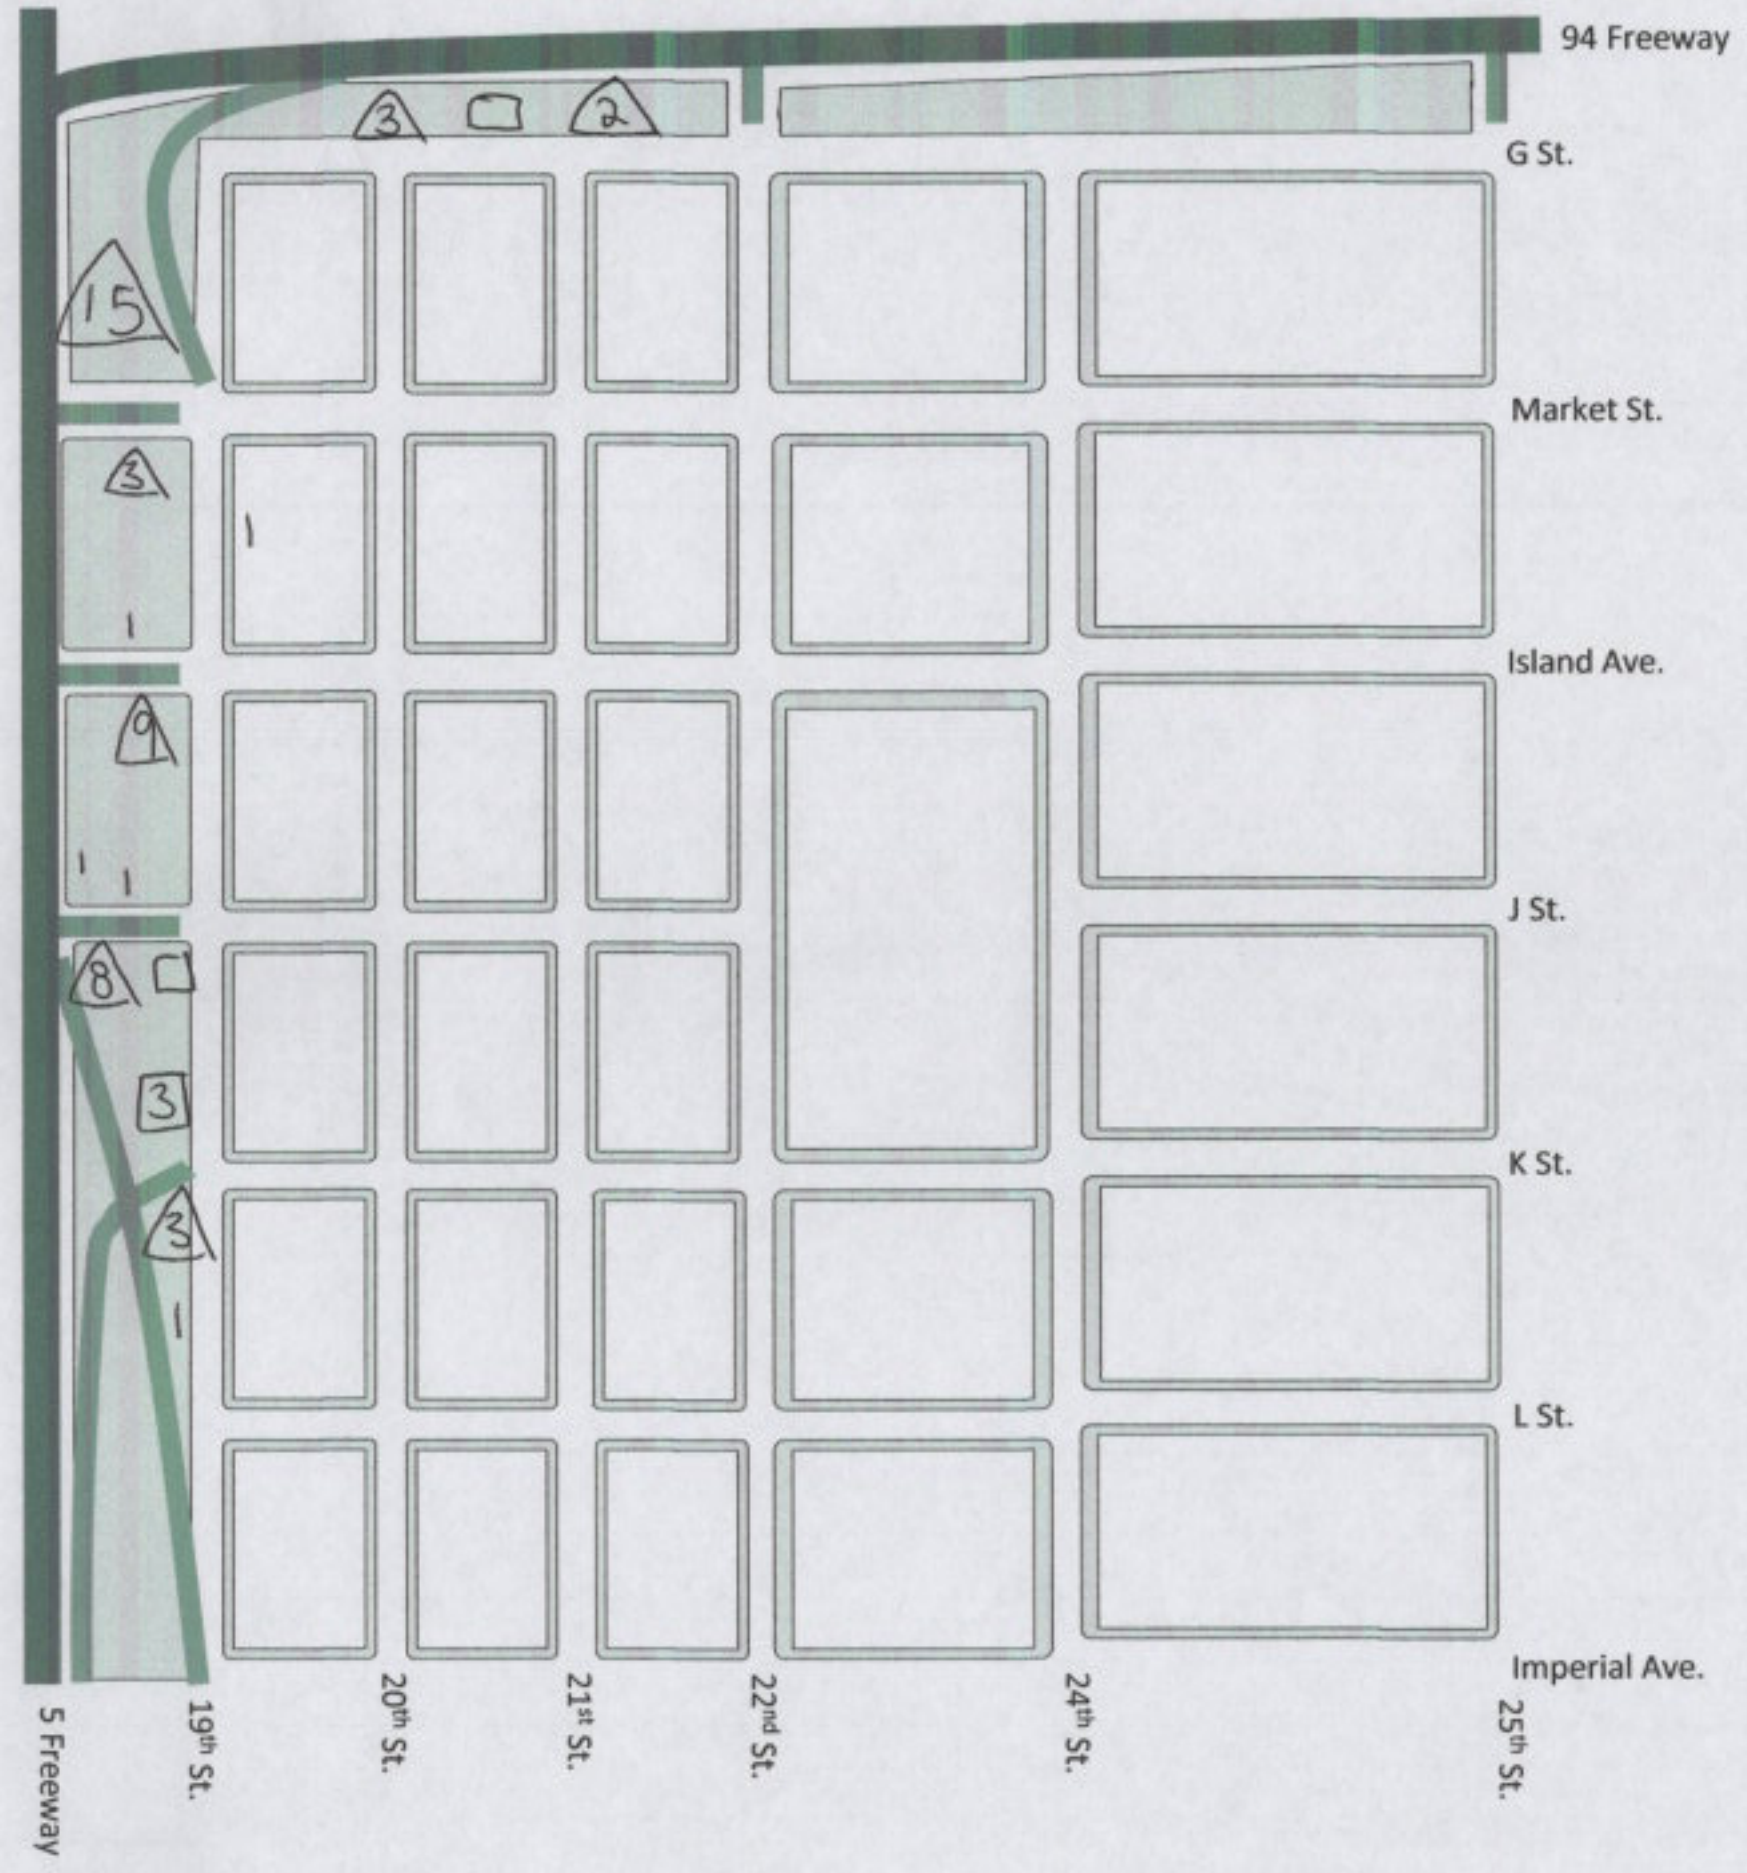 94 Freeway
3 2
G St.
15
Market St.
3
1
1
Island Ave.
9
1 1
J St.
8
3
K St.
3
1
L St.
Imperial Ave.
5 Freeway
19th St.
20th St.
21st St.
22nd St.
24th St.
25th St.